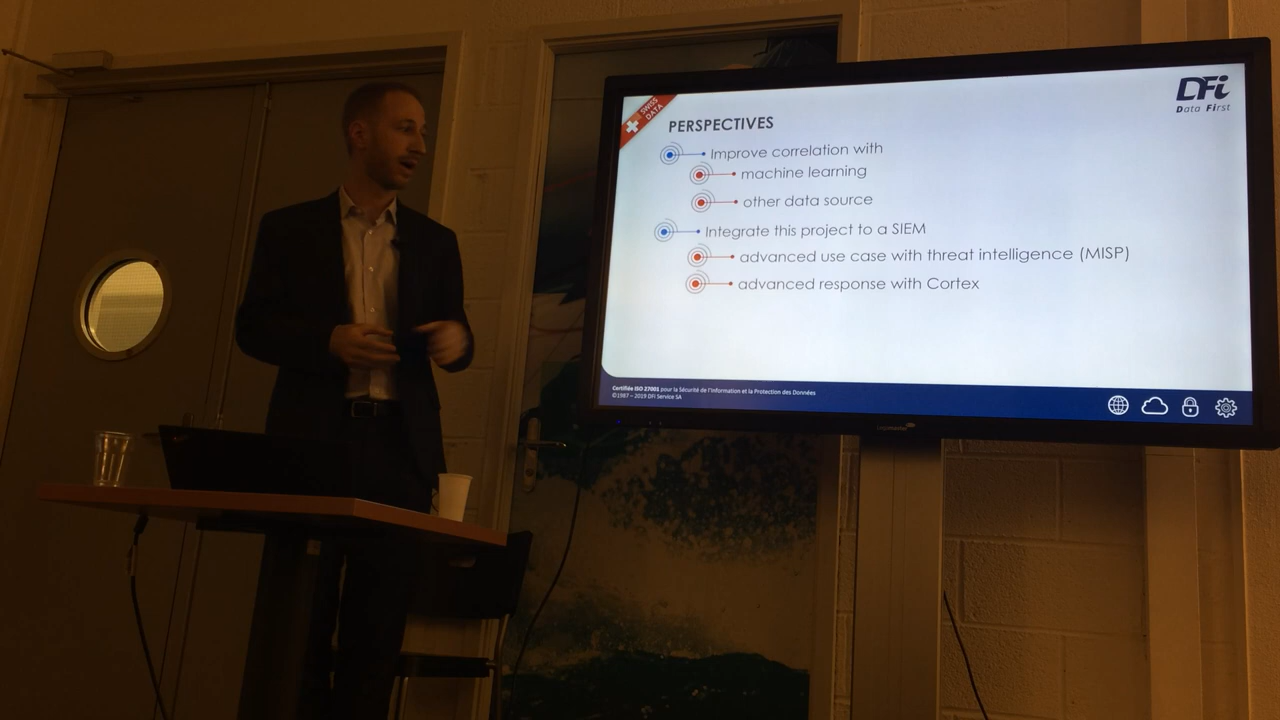 SWISS
DATA
DFi
Data First
PERSPECTIVES
Improve correlation with
machine learning
other data source
Integrate this project to a SIEM
advanced use case with threat intelligence (MISP)
advanced response with Cortex
Certifiée ISO 27001 pour la Sécurité de l'Information et la Protection des Données
©1987 – 2019 DFi Service SA